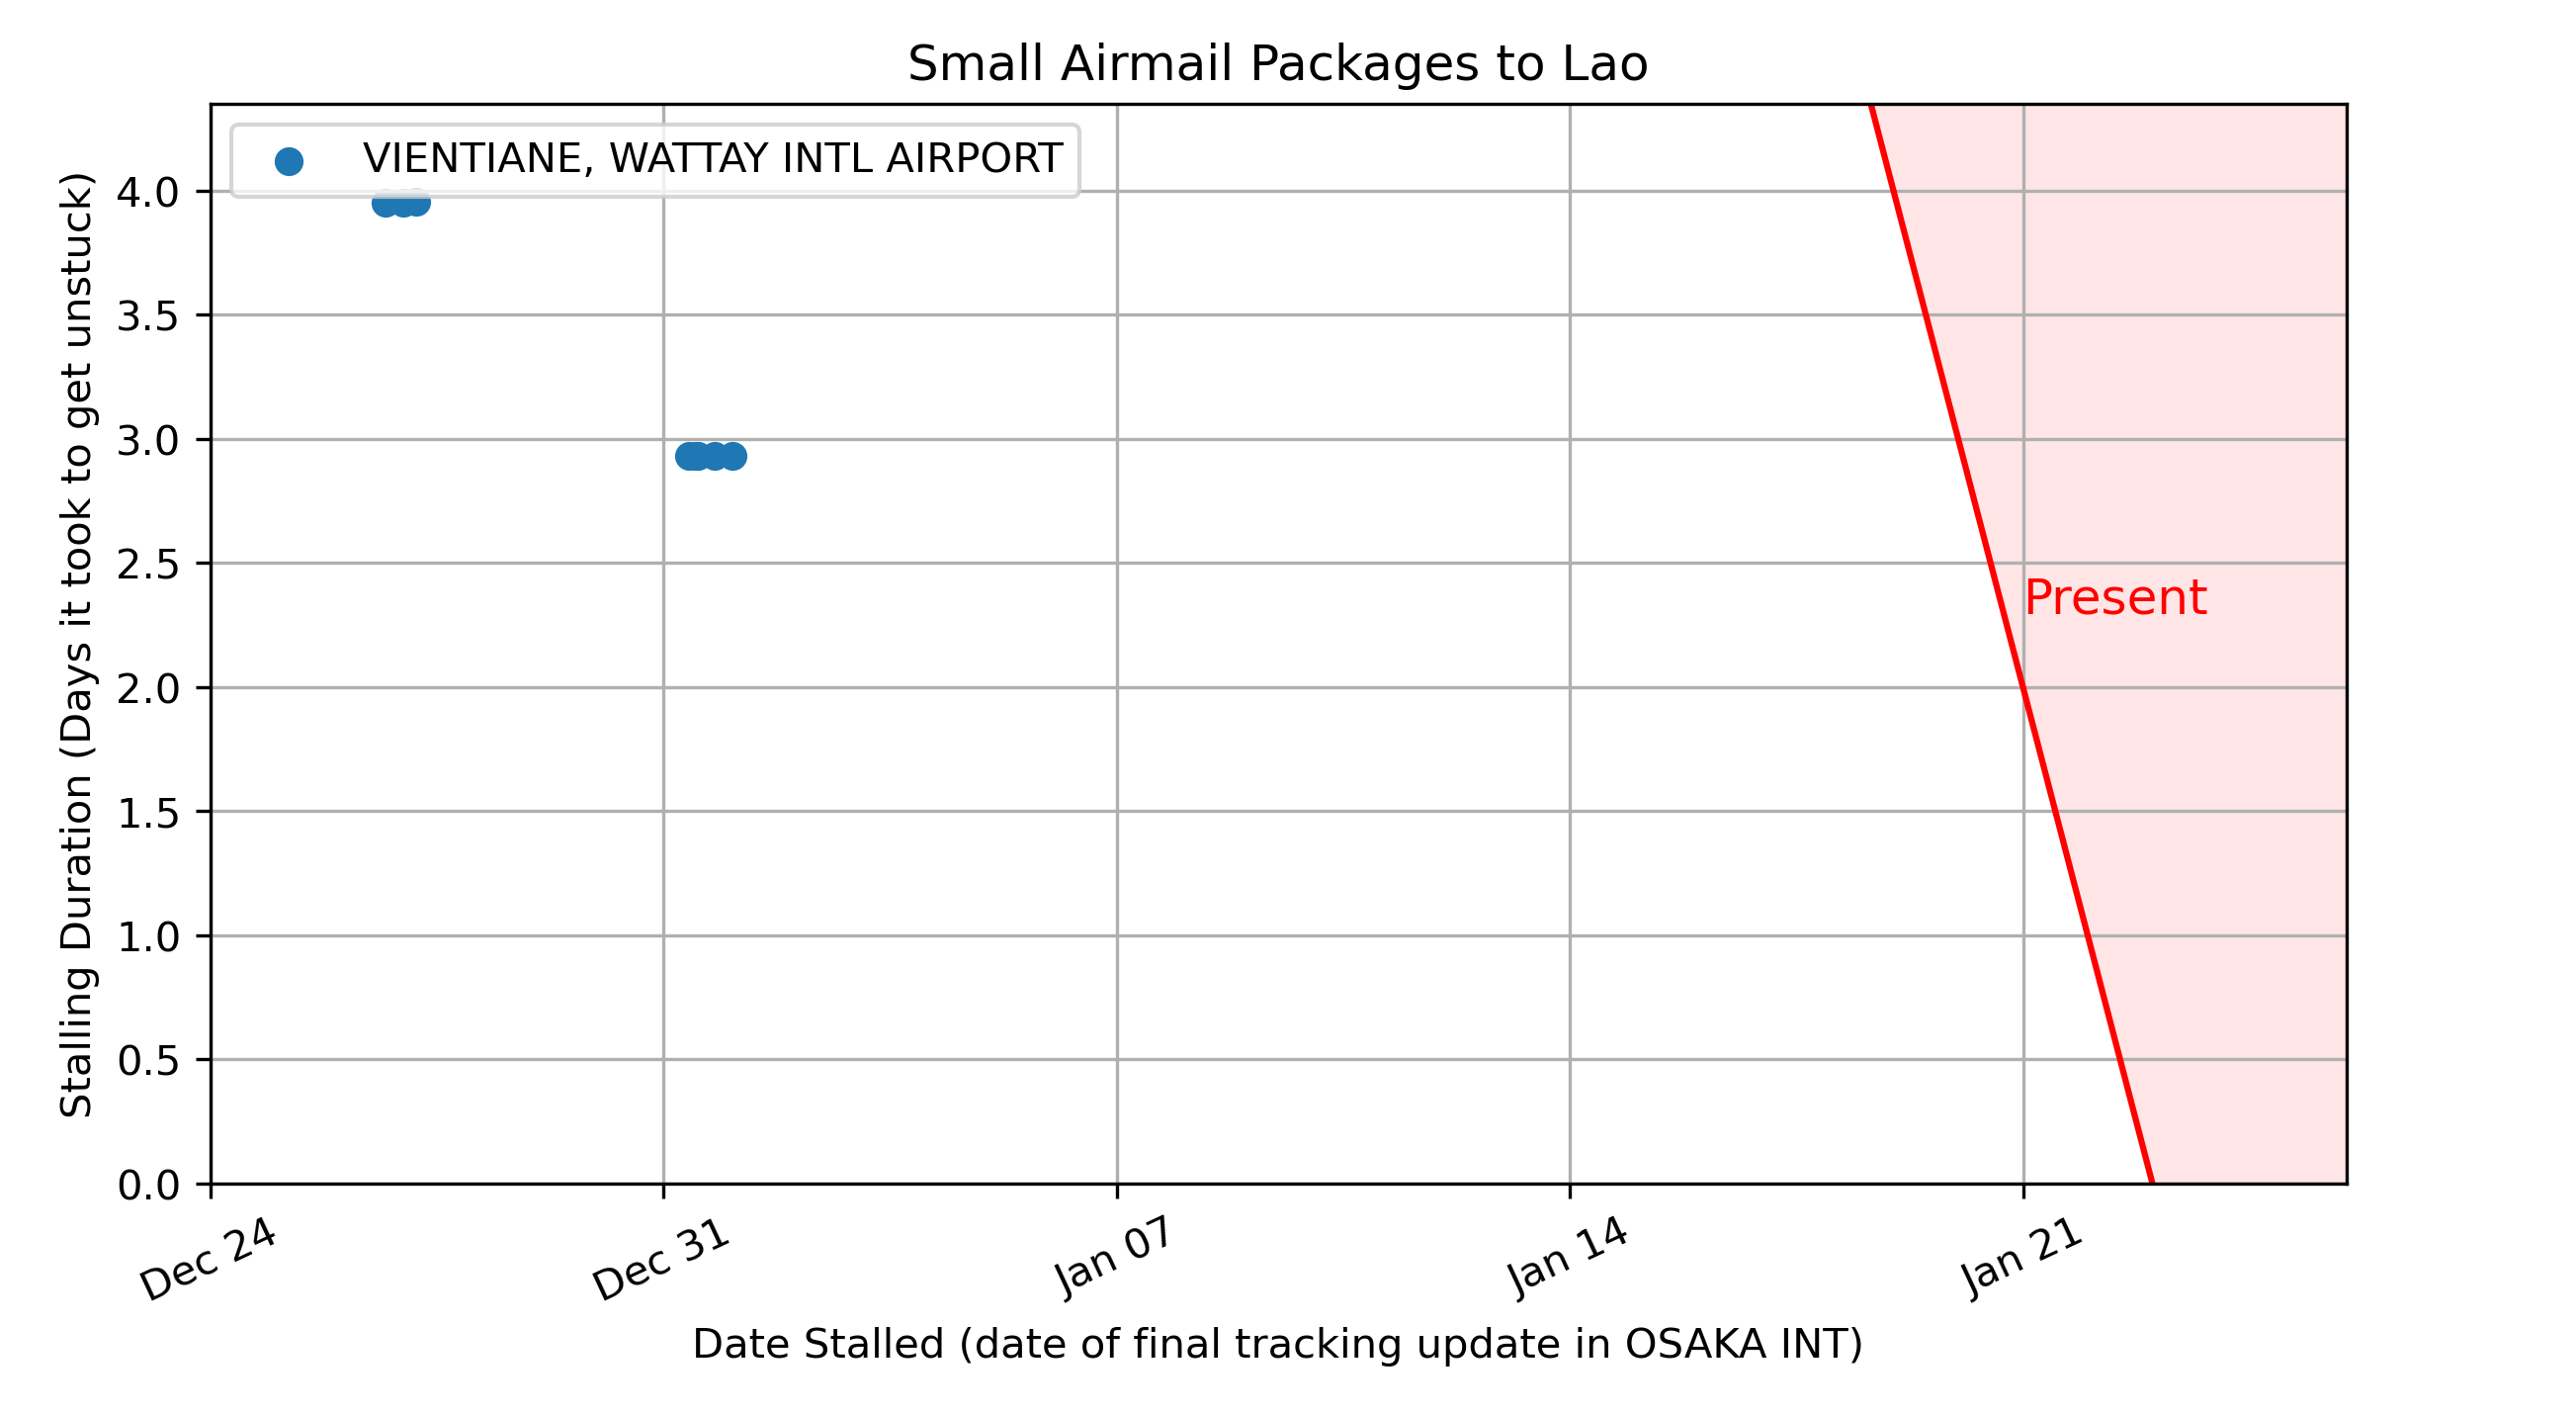 Small Airmail Packages to Lao
VIENTIANE, WATTAY INTL AIRPORT
Stalling Duration (Days it took to get unstuck)
4.0
3.5
3.0
2.5
2.0
1.5
1.0
0.5
0.0
Present
Dec 24
Dec 31
Jan 07
Jan 14
Jan 21
Date Stalled (date of final tracking update in OSAKA INT)